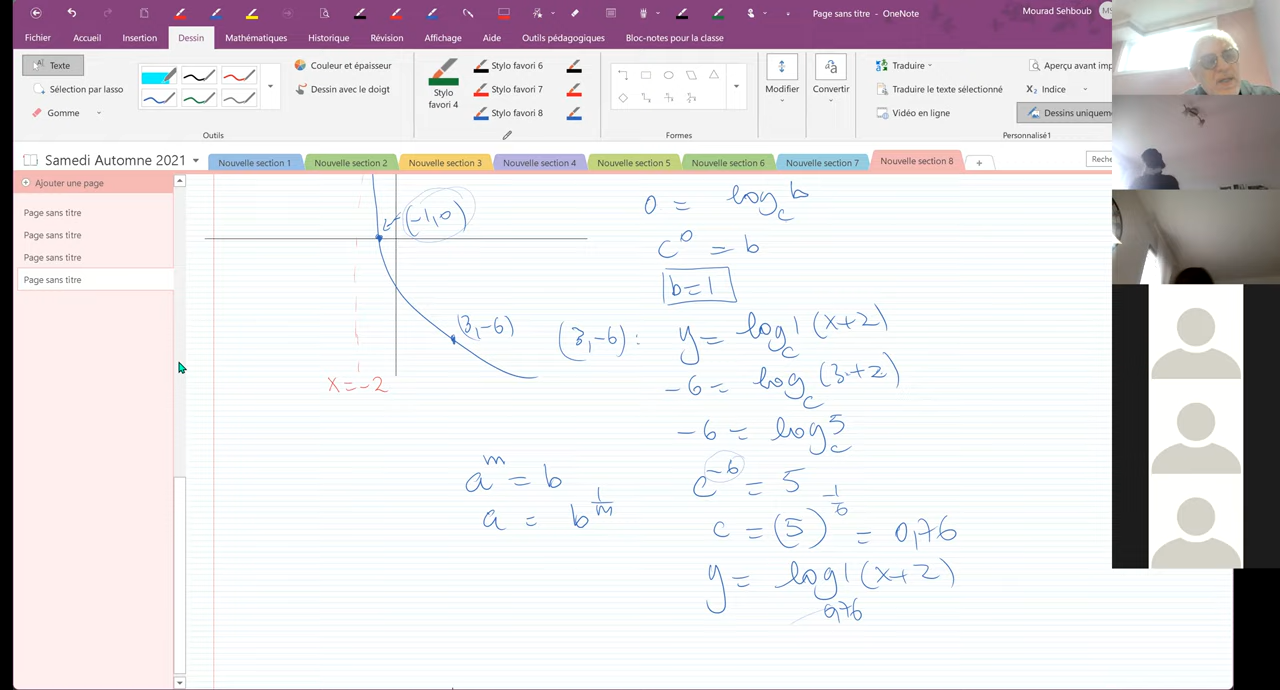 Page sans titre - OneNote
Mourad Sehboub
Fichier Accueil Insertion Dessin Mathématiques Historique Révision Affichage Aide Outils pédagogiques Bloc-notes pour la classe
Texte
Sélection par lasso
Gomme
Outils
Couleur et épaisseur
Dessin avec le doigt
Stylo favori 4
Stylo favori 6
Stylo favori 7
Stylo favori 8
Formes
Modifier
Convertir
Traduire
Traduire le texte sélectionné
Vidéo en ligne
Aperçu avant imp
X₂ Indice
Dessins uniqueme
Personnalisé1
Samedi Automne 2021
Nouvelle section 1 Nouvelle section 2 Nouvelle section 3 Nouvelle section 4 Nouvelle section 5 Nouvelle section 6 Nouvelle section 7 Nouvelle section 8
Reche
Ajouter une page
Page sans titre
Page sans titre
Page sans titre
Page sans titre
(-1,0)
(3,-6)
x = -2
a^m = b
a = b^(1/m)
0 = log_c b
c^0 = b
b=1
(3,-6) : y = log_c 1(x+2)
-6 = log_c (3+2)
-6 = log_c 5
c^-6 = 5
c = (5)^(-1/6) = 0,76
y = log_0,76 1(x+2)